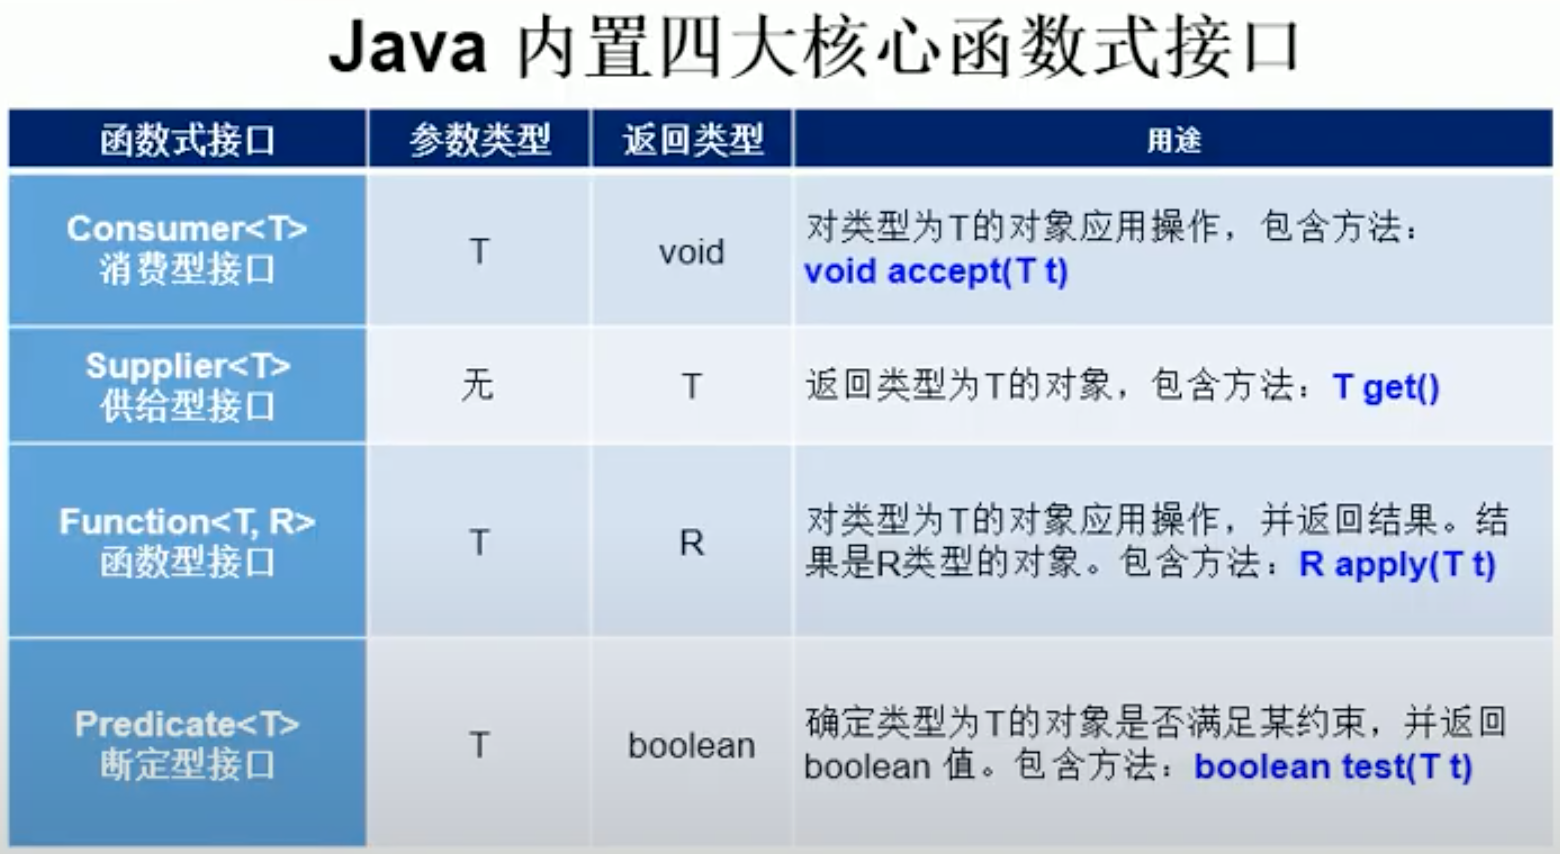 Java 内置四大核心函数式接口
函数式接口 参数类型 返回类型 用途
Consumer<T>
消费型接口
T
void
对类型为T的对象应用操作，包含方法：
void accept(T t)
Supplier<T>
供给型接口
无
T
返回类型为T的对象，包含方法：T get()
Function<T, R>
函数型接口
T
R
对类型为T的对象应用操作，并返回结果。结
果是R类型的对象。包含方法：R apply(T t)
Predicate<T>
断定型接口
T
boolean
确定类型为T的对象是否满足某约束，并返回
boolean 值。包含方法：boolean test(T t)